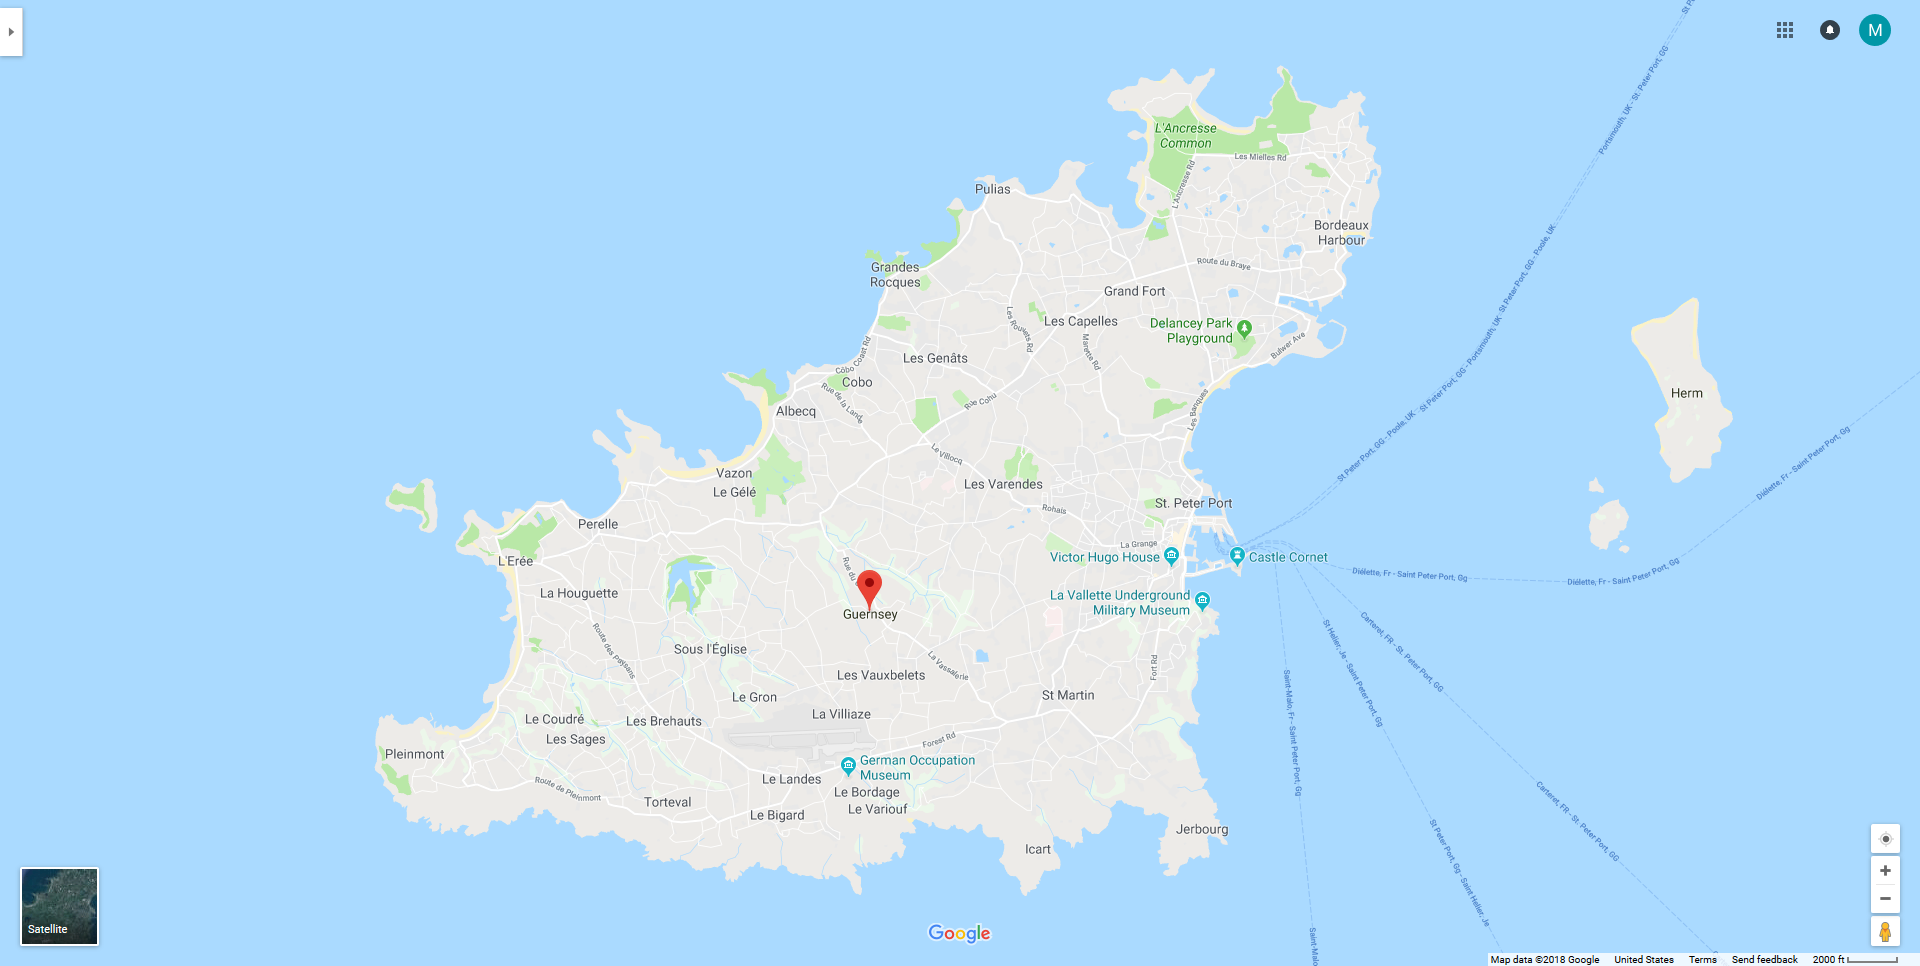 M
L'Ancresse
Common
Les Mielles Rd
L'Ancresse Rd
Portsmouth, UK - St. Peter Port, GG
Pulias
Bordeaux
Harbour
Grandes
Rocques
Route du Braye
Grand Fort
St Peter Port, GG - Portsmouth, UK
St Peter Port, GG - Poole, UK
Les Capelles
Delancey Park
Playground
Les Routeurs Rd
Marette Rd
Bulwer Ave
Cobo Coast Rd
Les Genâts
Cobo
Rue de la Lande
Rue Cohu
Les Banques
Herm
Albecq
St Peter Port, GG - Poole, UK
Diélette, Fr - Saint Peter Port, Gg
Le Villocq
Vazon
Le Gélé
Les Varendes
St. Peter Port
Rohais
Perelle
La Grange
L'Erée
Victor Hugo House
Castle Cornet
Diélette, Fr - Saint Peter Port, Gg
Diélette, Fr - Saint Peter Port, Gg
Rue du
La Houguette
La Vallette Underground
Military Museum
Guernsey
Route des paysans
Sous l'Église
La Vassalerie
Fort Rd
St Helier, Je - Saint Peter Port, Gg
Carteret, FR - St. Peter Port, GG
Les Vauxbelets
Saint-Malo, Fr - Saint Peter Port, Gg
Le Gron
St Martin
La Villiaze
Le Coudré
Les Brehauts
Les Sages
Forest Rd
Pleinmont
German Occupation
Museum
Le Landes
Route de Pleinmont
Le Bordage
Torteval
Le Variouf
Le Bigard
Carteret, FR - St. Peter Port, GG
Jerbourg
Icart
St Peter Port, Gg - Saint Helier, Je
Satellite
Google
Saint-Malo
Map data ©2018 Google United States Terms Send feedback 2000 ft